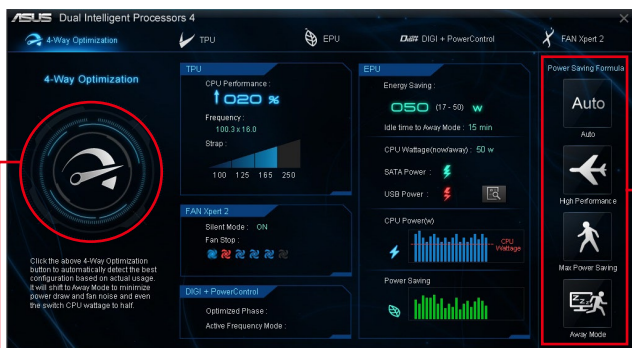 ASUS Dual Intelligent Processors 4
4-Way Optimization
TPU
EPU
DIGI+ DIGI + PowerControl
FAN Xpert 2
4-Way Optimization
Click the above 4-Way Optimization
button to automatically detect the best
configuration based on actual usage.
It will shift to Away Mode to minimize
power draw and fan noise and even
the switch CPU wattage to half.
TPU
CPU Performance :
020 %
Frequency :
100.3 x 16.0
Strap :
100 125 165 250
FAN Xpert 2
Silent Mode : ON
Fan Stop :
DIGI + PowerControl
Optimized Phase :
Active Frequency Mode :
EPU
Energy Saving :
050 (17 - 50) w
Idle time to Away Mode : 15 min
CPU Wattage(now/away) : 50 w
SATA Power :
USB Power :
CPU Power(w)
CPU
Wattage
Power Saving
Power Saving Formula
Auto
Auto
High Performance
Max Power Saving
Away Mode